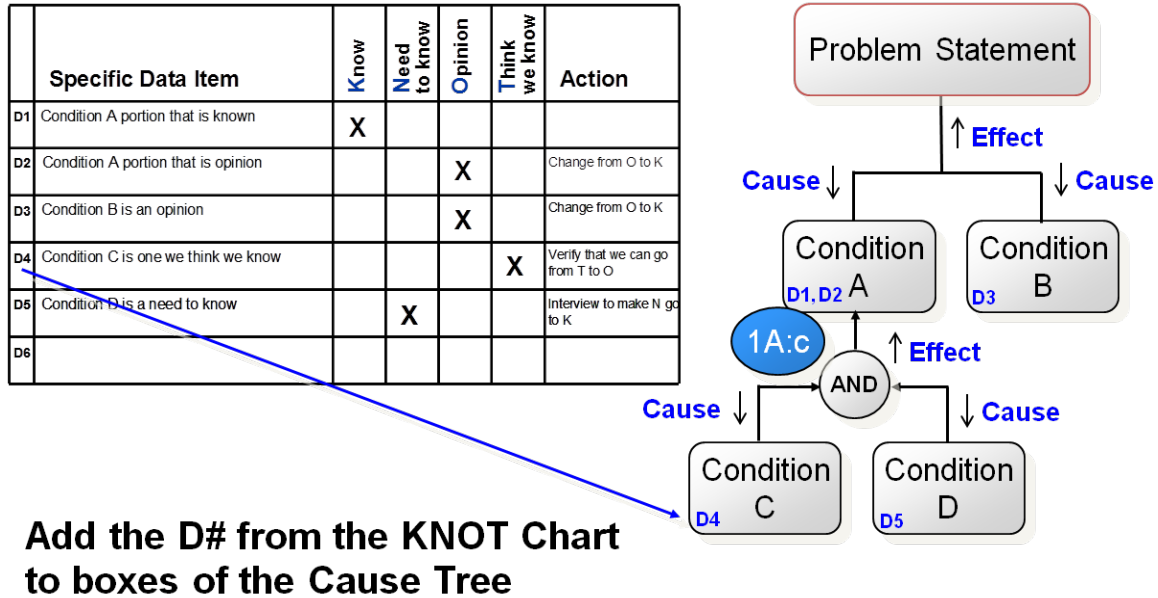 Specific Data Item
Know
Need
to know
Opinion
Think
we know
Action
D1 Condition A portion that is known X
D2 Condition A portion that is opinion X Change from O to K
D3 Condition B is an opinion X Change from O to K
D4 Condition C is one we think we know X Verify that we can go
from T to O
D5 Condition D is a need to know X Interview to make N go
to K
D6
Problem Statement
Effect
Cause
Cause
Condition
A
D1, D2
Condition
B
D3
1A:c
Effect
AND
Cause
Cause
Condition
C
D4
Condition
D
D5
Add the D# from the KNOT Chart
to boxes of the Cause Tree